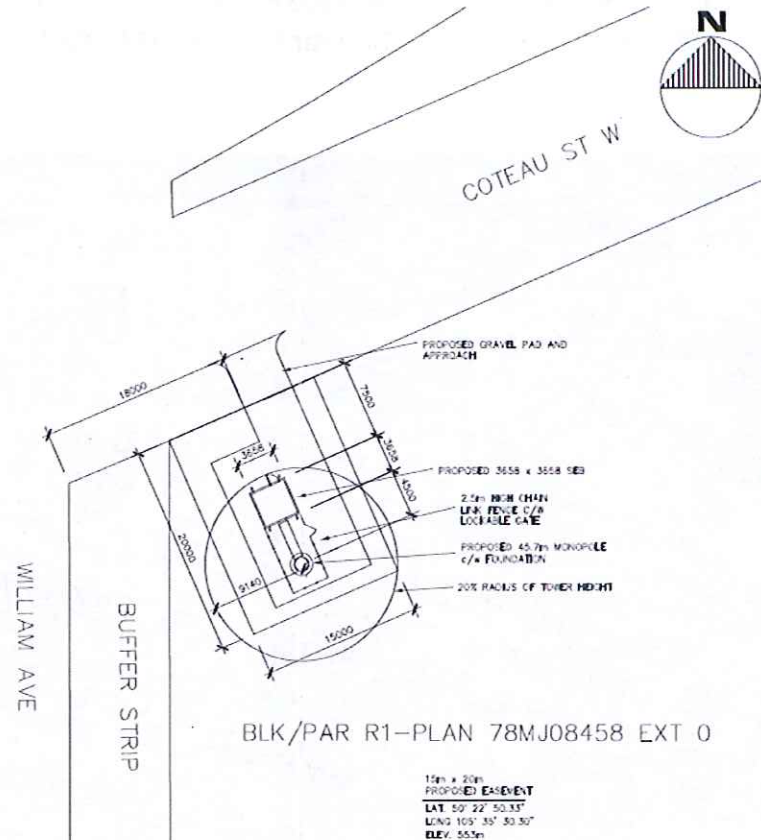 N
COTEAU ST W
PROPOSED GRAVEL PAD AND
APPROACH
18000
7500
3658
3658
4500
PROPOSED 3658 x 3658 SEB
2.5m HIGH CHAIN
LINK FENCE C/W
LOCKABLE GATE
PROPOSED 45.7m MONOPOLE
c/w FOUNDATION
20% RADIUS OF TOWER HEIGHT
20000
9140
15000
WILLIAM AVE
BUFFER STRIP
BLK/PAR R1-PLAN 78MJ08458 EXT 0
15m x 20m
PROPOSED EASEMENT
LAT. 50° 22' 50.33"
LONG 105° 35' 30.30"
ELEV. 553m